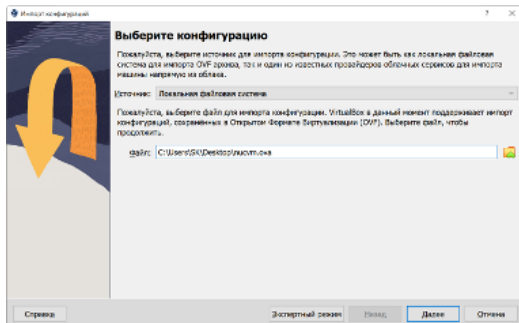 Импорт конфигураций
Выберите конфигурацию
Пожалуйста, выберите источник для импорта конфигурации. Это может быть как локальная файловая
система для импорта OVF архива, так и один из известных провайдеров облачных сервисов для импорта
машины напрямую из облака.
Источник: Локальная файловая система
Пожалуйста, выберите файл для импорта конфигурации. VirtualBox в данный момент поддерживает импорт
конфигураций, сохранённых в Открытом Формате Виртуализации (OVF). Выберите файл, чтобы
продолжить.
Файл: C:\Users\SK\Desktop\nucvm.ova
Справка Экспертный режим Назад Далее Отмена